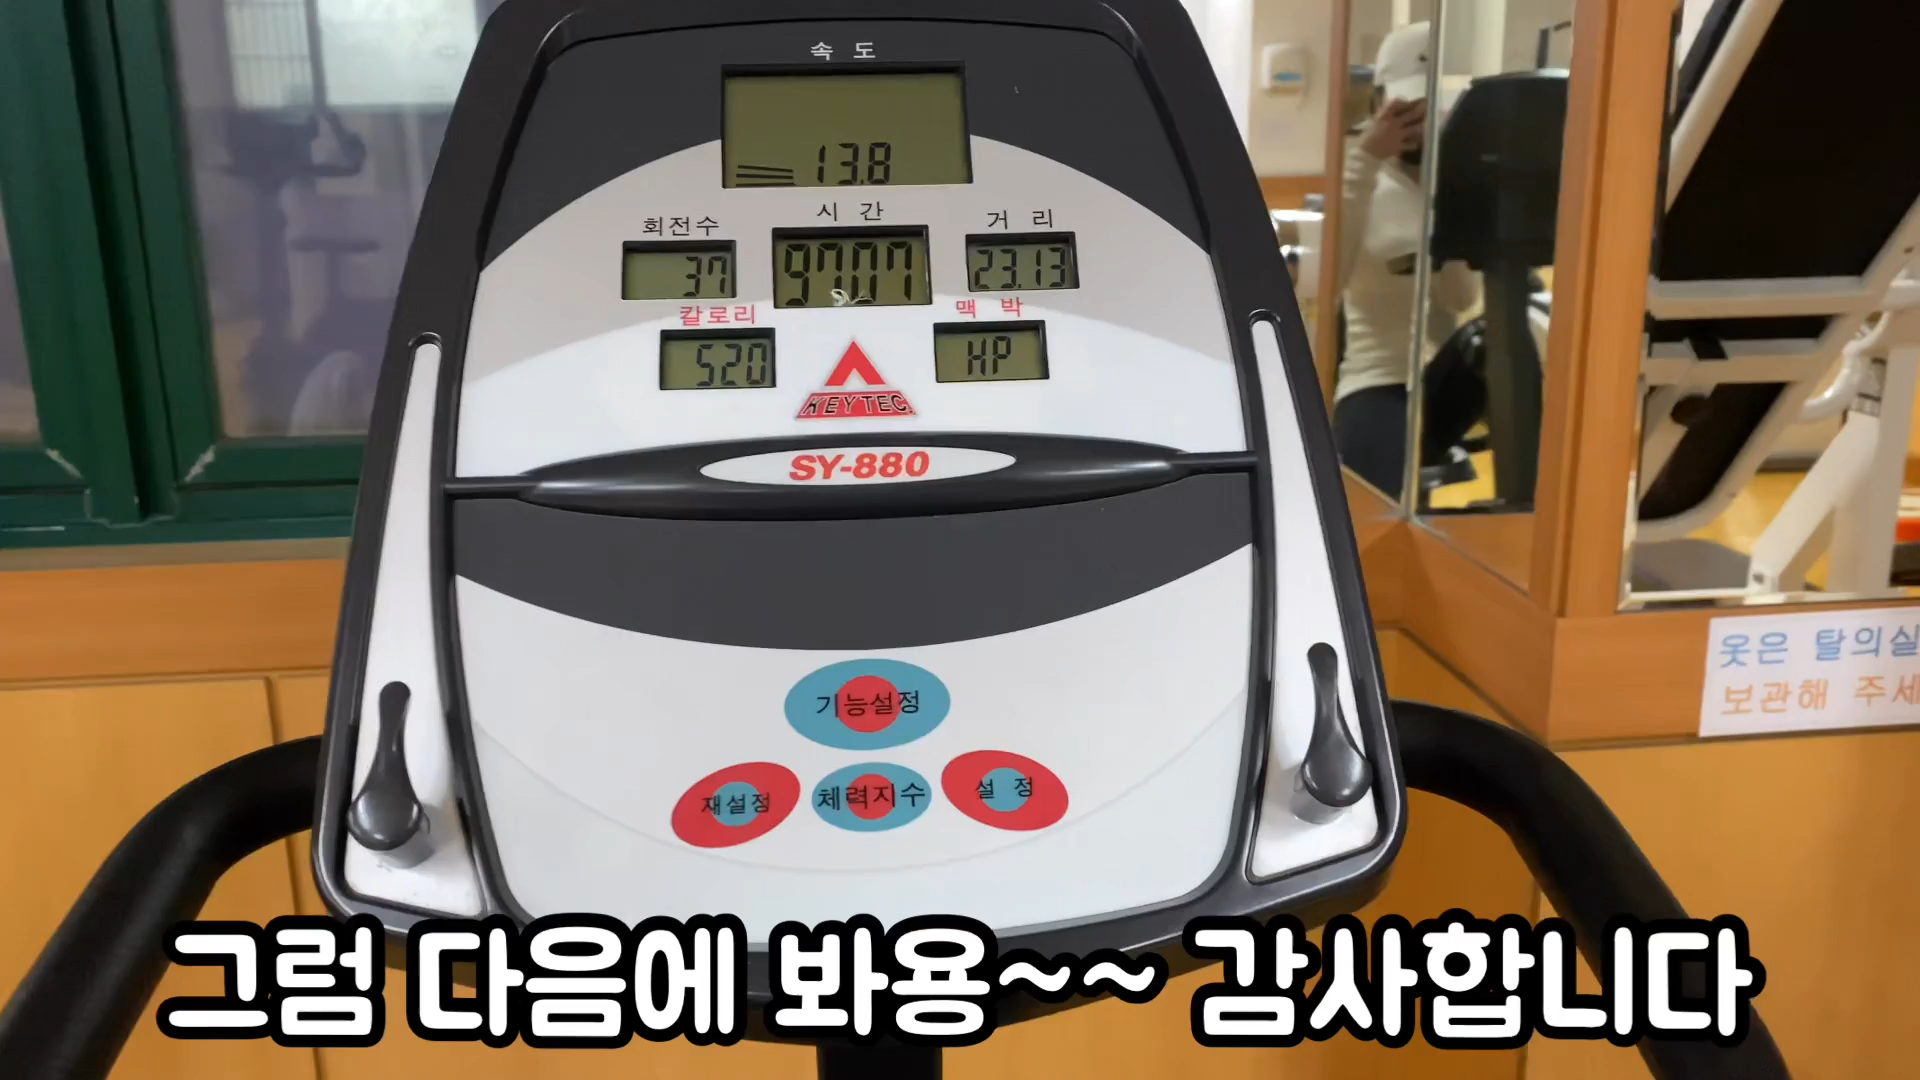 속 도
13.8
회전수
시 간
거 리
37
97:07
23.13
칼로리
맥 박
520
HP
KEYTEC.
SY-880
기능설정
재설정
체력지수
설 정
옷은 탈의실
보관해 주세
그럼 다음에 봐용~~ 감사합니다